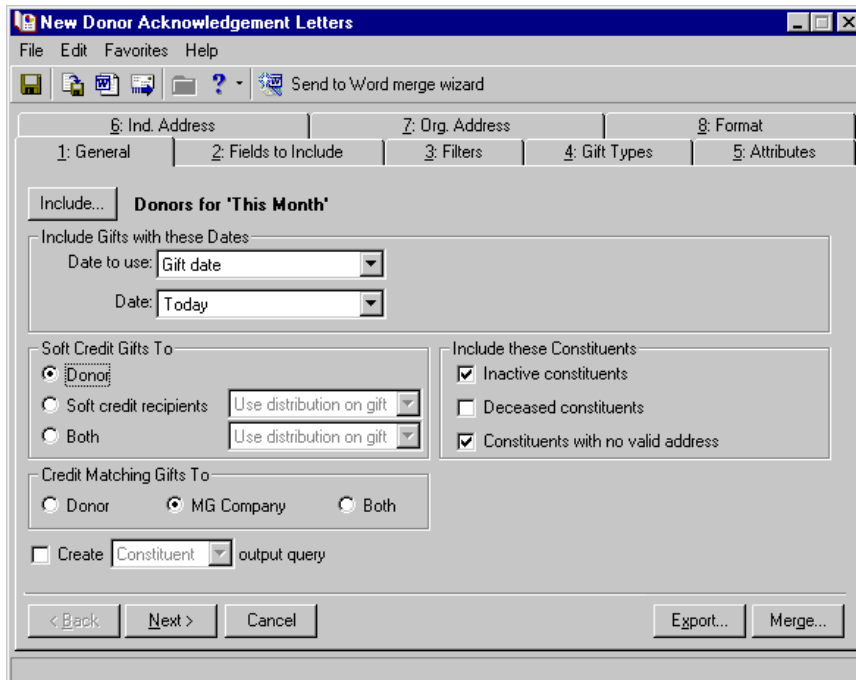 New Donor Acknowledgement Letters
File Edit Favorites Help
Send to Word merge wizard
6: Ind. Address 7: Org. Address 8: Format
1: General 2: Fields to Include 3: Filters 4: Gift Types 5: Attributes
Include... Donors for 'This Month'
Include Gifts with these Dates
Date to use: Gift date
Date: Today
Soft Credit Gifts To
Donor
Soft credit recipients Use distribution on gift
Both Use distribution on gift
Include these Constituents
Inactive constituents
Deceased constituents
Constituents with no valid address
Credit Matching Gifts To
Donor MG Company Both
Create Constituent output query
< Back Next > Cancel Export... Merge...